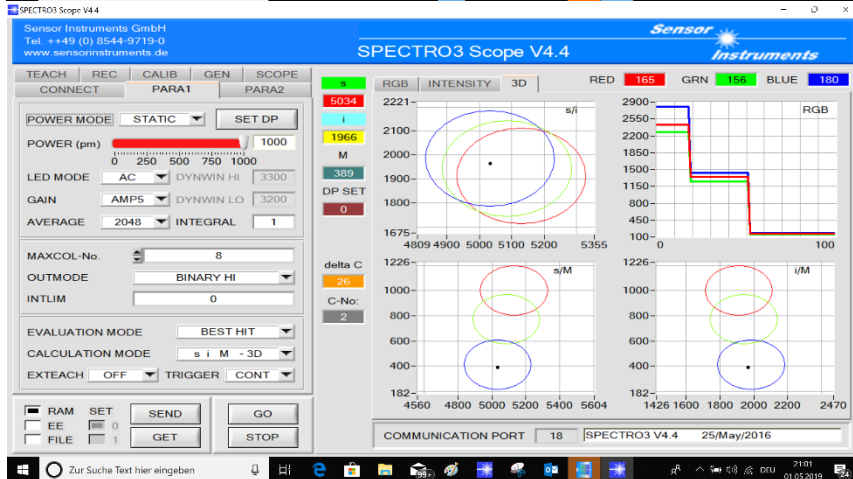 SPECTRO3 Scope V4.4
Sensor Instruments GmbH
Tel. ++49 (0) 8544-9719-0
www.sensorinstruments.de
SPECTRO3 Scope V4.4
Sensor
Instruments
TEACH REC CALIB GEN SCOPE
CONNECT PARA1 PARA2
POWER MODE STATIC SET DP
POWER (pm) 1000
0 250 500 750 1000
LED MODE AC DYNWIN HI 3300
GAIN AMP5 DYNWIN LO 3200
AVERAGE 2048 INTEGRAL 1
MAXCOL-No. 8
OUTMODE BINARY HI
INTLIM 0
EVALUATION MODE BEST HIT
CALCULATION MODE s i M - 3D
EXTEACH OFF TRIGGER CONT
RAM SET SEND GO
EE 0
FILE 1 GET STOP
s
5034
i
1966
M
389
DP SET
0
delta C
26
C-No:
2
RGB INTENSITY 3D RED 165 GRN 156 BLUE 180
s/i
2221
2100
2000
1900
1800
1675
4809 4900 5000 5100 5200 5355
RGB
2900
2550
2200
1850
1500
1150
800
450
100
0 100
s/M
1226
1000
800
600
400
182
4560 4800 5000 5200 5400 5604
i/M
1226
1000
800
600
400
182
1426 1600 1800 2000 2200 2470
COMMUNICATION PORT 18 SPECTRO3 V4.4 25/May/2016
Zur Suche Text hier eingeben
99+
DEU
21:01
01.05.2019
24